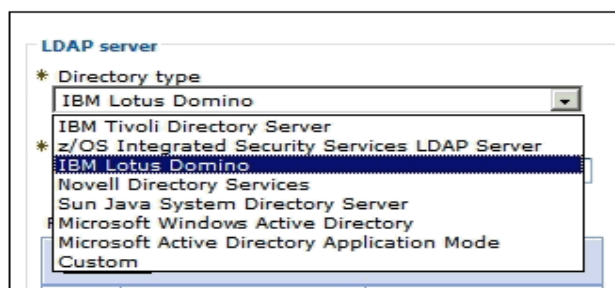 LDAP server
* Directory type
IBM Lotus Domino
IBM Tivoli Directory Server
* z/OS Integrated Security Services LDAP Server
IBM Lotus Domino
Novell Directory Services
Sun Java System Directory Server
Microsoft Windows Active Directory
Microsoft Active Directory Application Mode
Custom